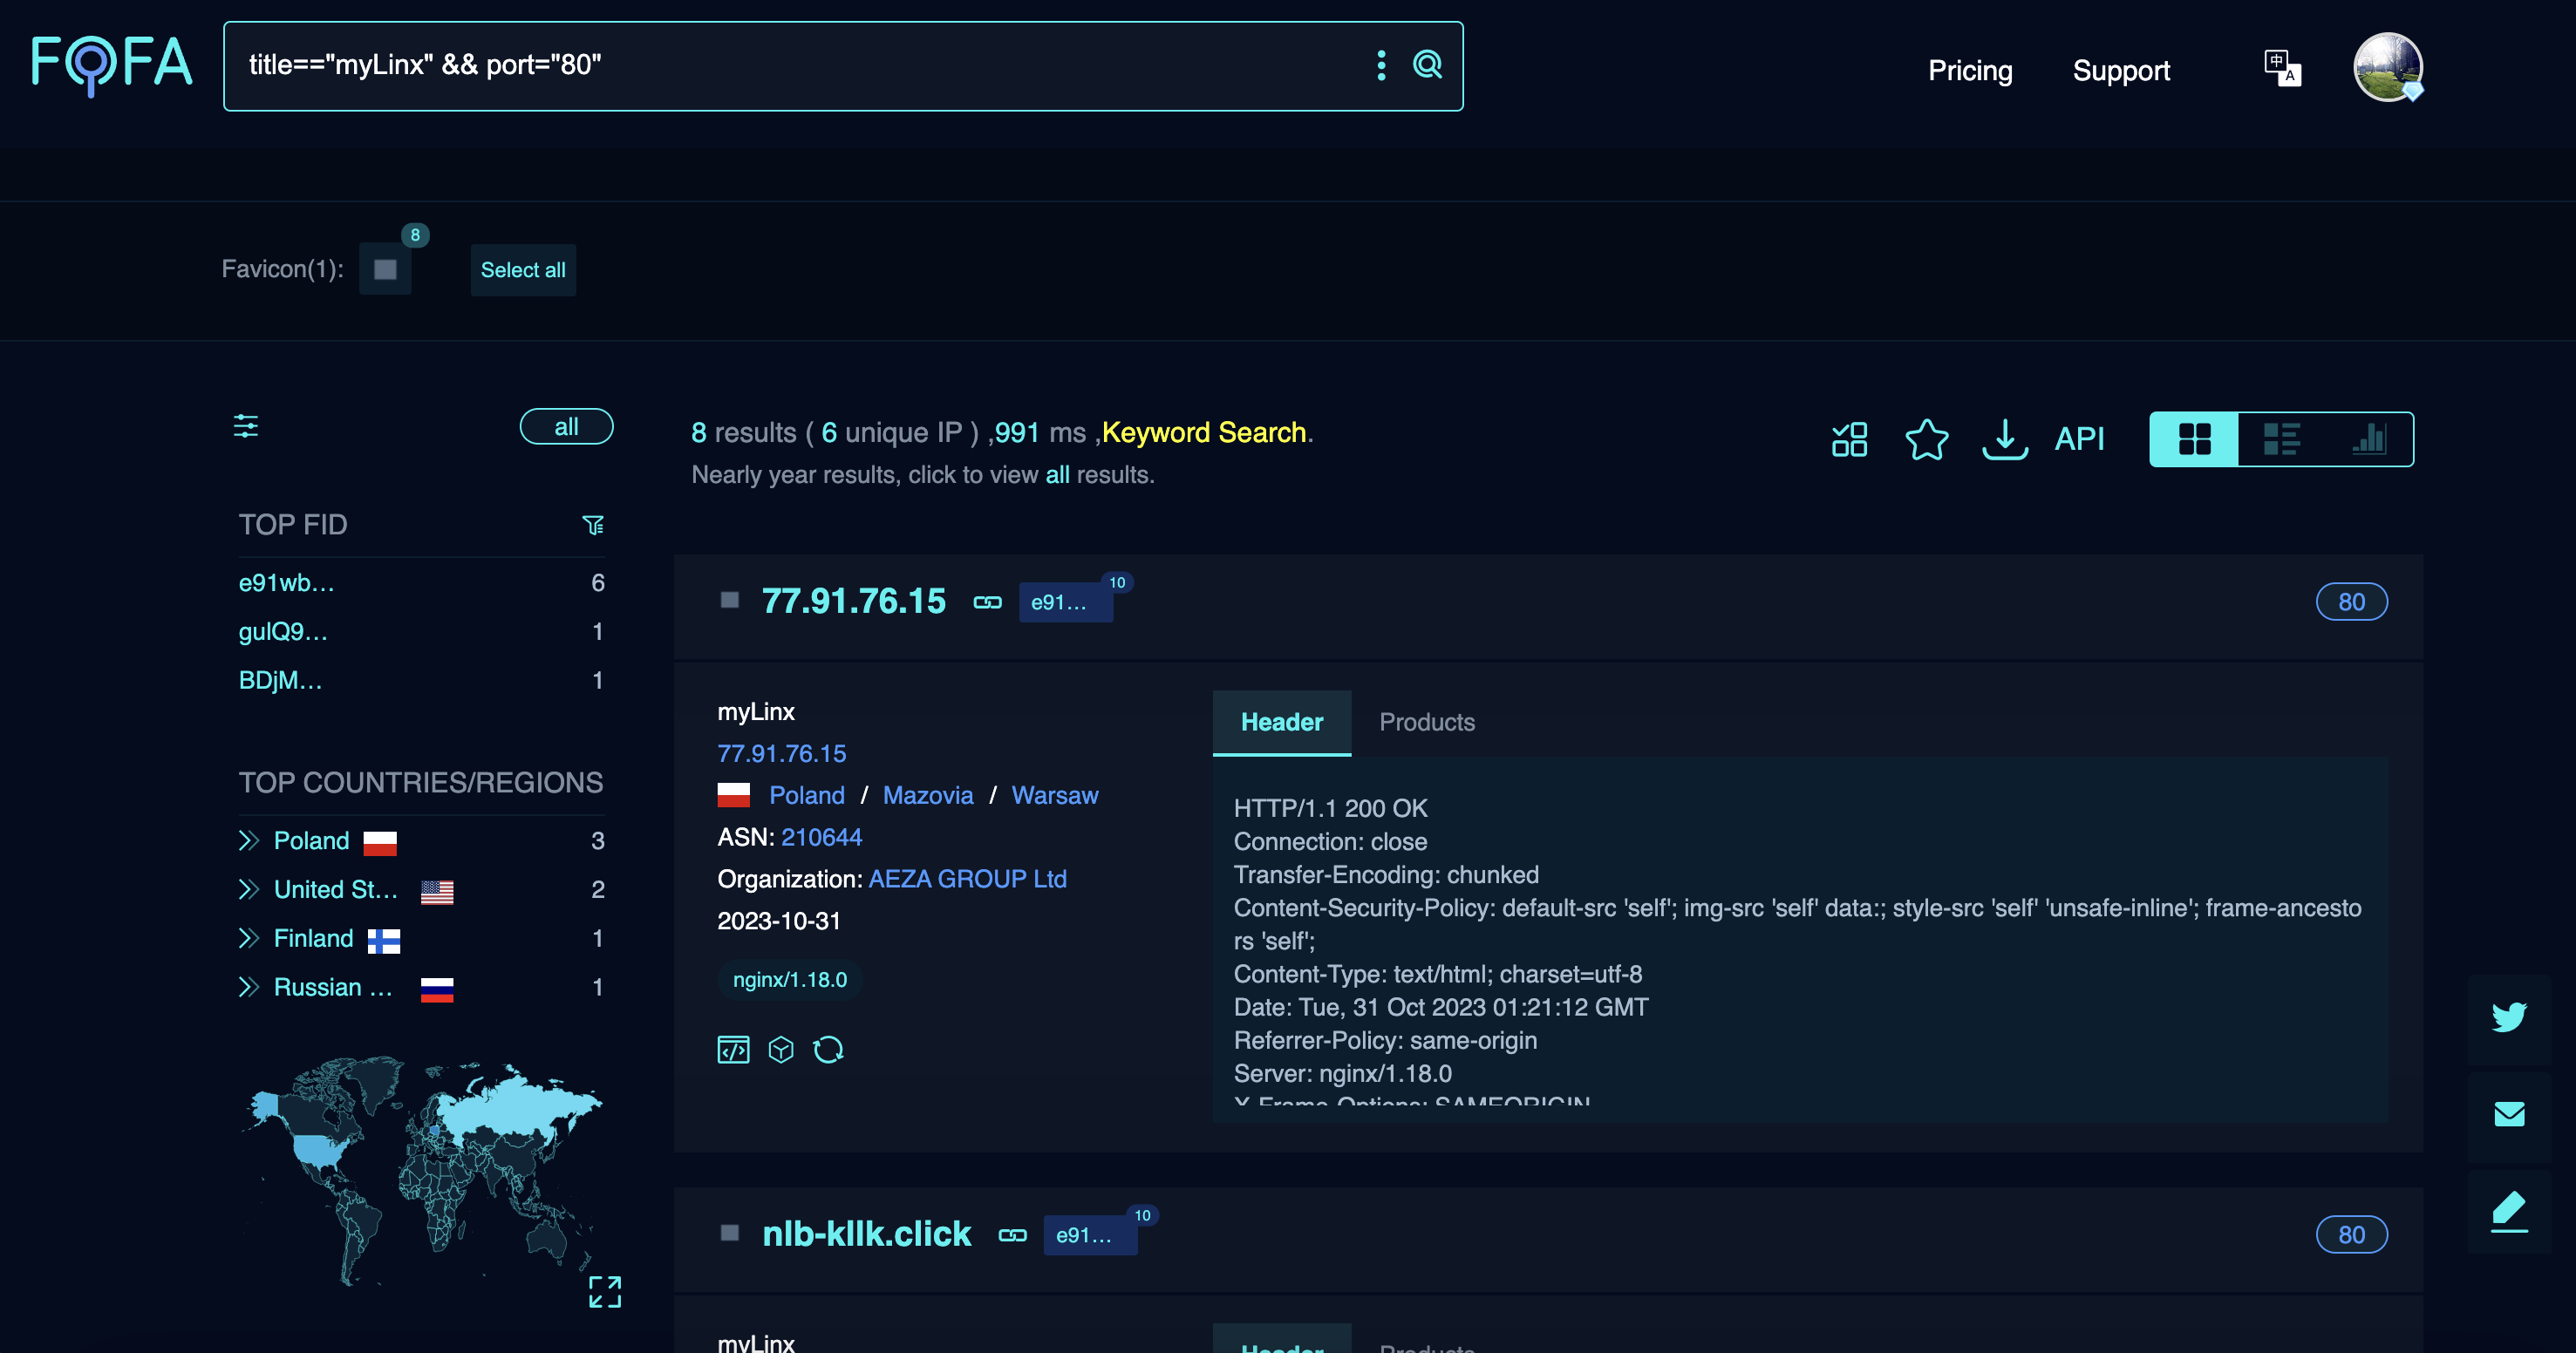 FOFA
title=="myLinx" && port="80"
Pricing
Support
中
A
Favicon(1):
8
Select all
all
8 results ( 6 unique IP ) ,991 ms ,Keyword Search.
Nearly year results, click to view all results.
API
TOP FID
e91wb... 6
gulQ9... 1
BDjM... 1
TOP COUNTRIES/REGIONS
Poland 3
United St... 2
Finland 1
Russian ... 1
77.91.76.15
e91...
10
80
myLinx
77.91.76.15
Poland / Mazovia / Warsaw
ASN: 210644
Organization: AEZA GROUP Ltd
2023-10-31
nginx/1.18.0
Header
Products
HTTP/1.1 200 OK
Connection: close
Transfer-Encoding: chunked
Content-Security-Policy: default-src 'self'; img-src 'self' data:; style-src 'self' 'unsafe-inline'; frame-ancesto
rs 'self';
Content-Type: text/html; charset=utf-8
Date: Tue, 31 Oct 2023 01:21:12 GMT
Referrer-Policy: same-origin
Server: nginx/1.18.0
X-Frame-Options: SAMEORIGIN
nlb-kllk.click
e91...
10
80
myLinx
Header
Products